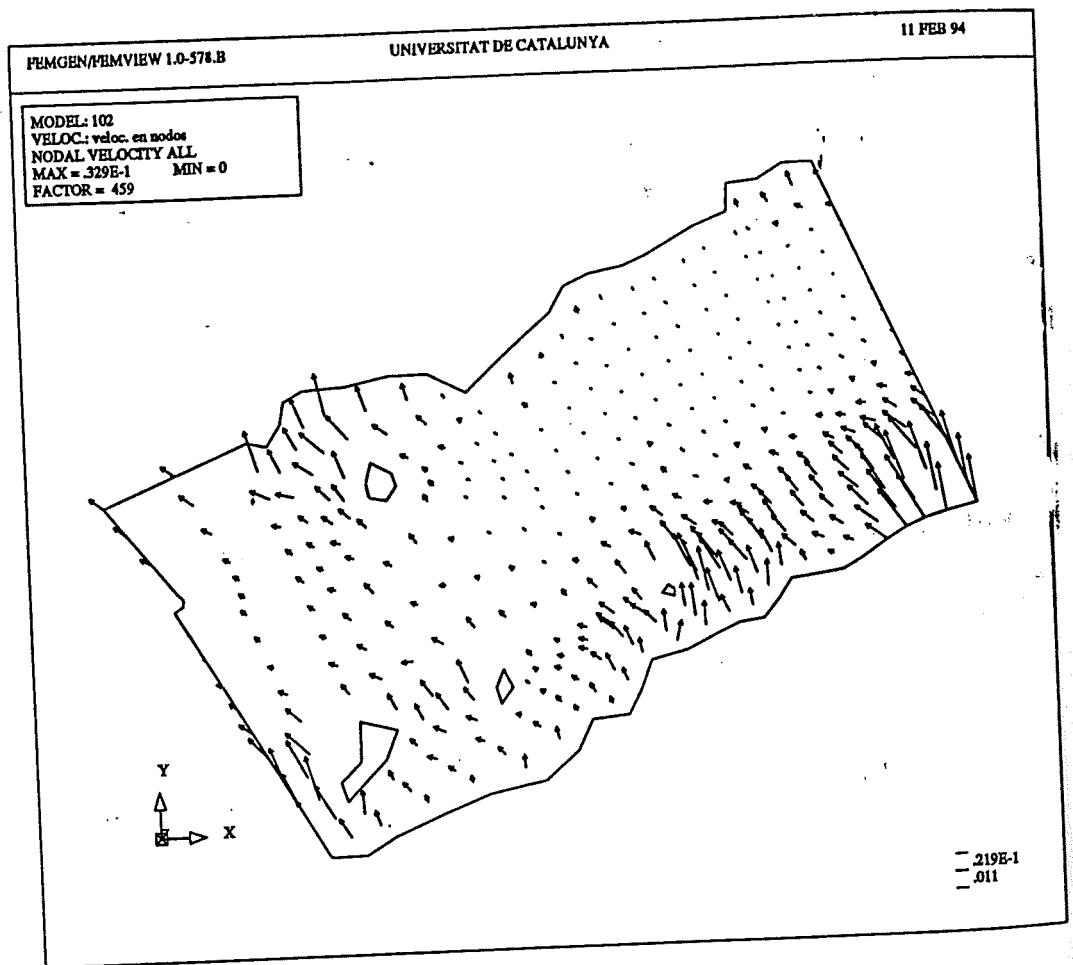 FEMGEN/FEMVIEW 1.0-578.B
UNIVERSITAT DE CATALUNYA
11 FEB 94
MODEL: 102
VELOC.: veloc. en nodos
NODAL VELOCITY ALL
MAX = .329E-1 MIN = 0
FACTOR = 459
Y
X
.219E-1
.011